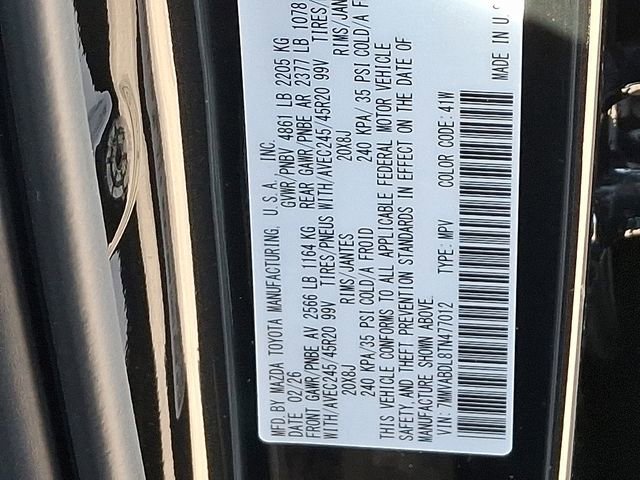 MFD.BY MAZDA TOYOTA MANUFACTURING, U.S.A., INC.
DATE 02/26 GVWR/PNBV 4861 LB 2205 KG
FRONT GAWR/PNBE AV 2566 LB 1164 KG REAR GAWR/PNBE AR 2377 LB 1078
WITH/AVEC245/45R20 99V TIRES/PNEUS WITH/AVEC245/45R20 99V TIRES/
20X8J RIMS/JANTES 20X8J RIMS/JANTES
240 KPA/35 PSI COLD/A FROID 240 KPA/ 35 PSI COLD/A F
THIS VEHICLE CONFORMS TO ALL APPLICABLE FEDERAL MOTOR VEHICLE
SAFETY AND THEFT PREVENTION STANDARDS IN EFFECT ON THE DATE OF
MANUFACTURE SHOWN ABOVE.
VIN: 7MMVABDL8TN477012 TYPE: MPV COLOR CODE: 41W
MADE IN U.S